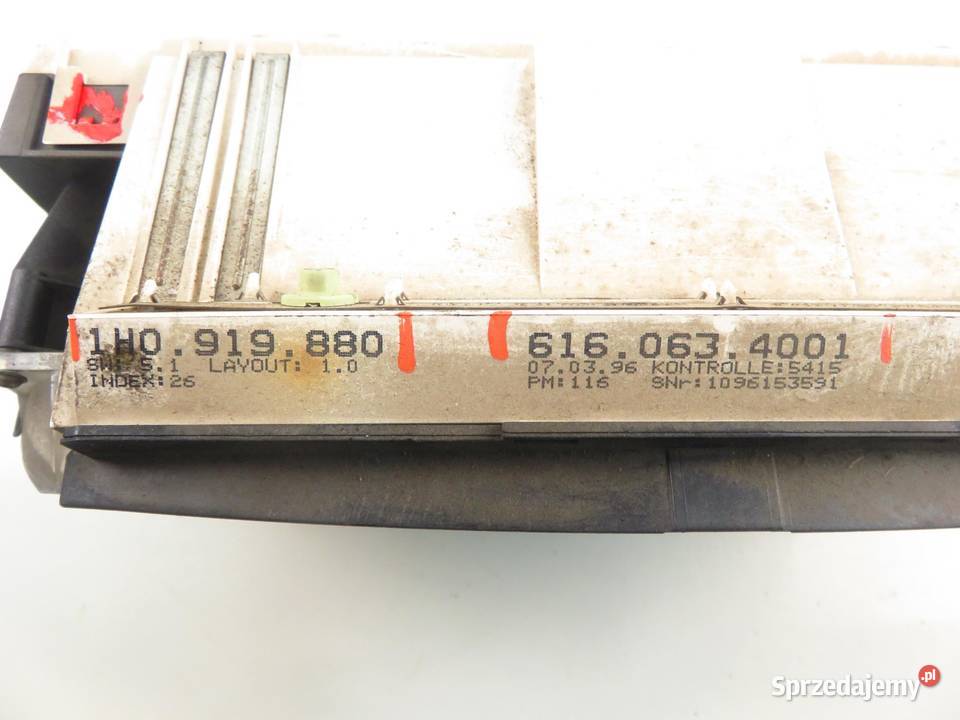 1H0.919.880
SW: S.1 LAYOUT: 1.0
INDEX:26
616.063.4001
07.03.96 KONTROLLE:5415
PM:116 SNr:1096153591
Sprzedajemy.pl